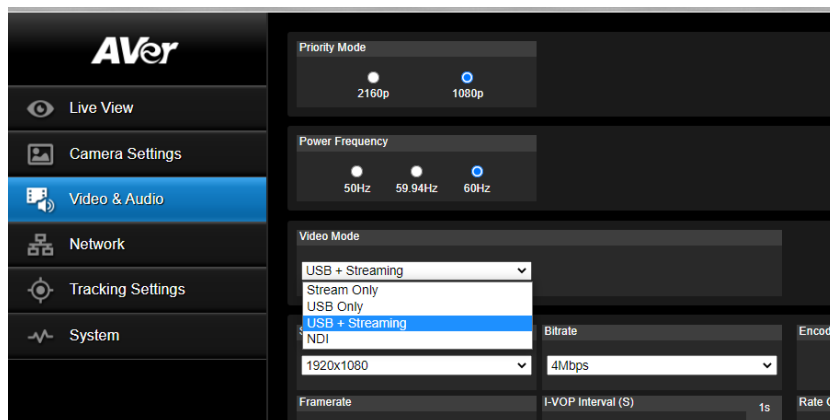 AVer
Live View
Camera Settings
Video & Audio
Network
Tracking Settings
System
Priority Mode
2160p 1080p
Power Frequency
50Hz 59.94Hz 60Hz
Video Mode
USB + Streaming
Stream Only
USB Only
USB + Streaming
NDI
Bitrate Encod
1920x1080 4Mbps
Framerate I-VOP Interval (S) 1s Rate